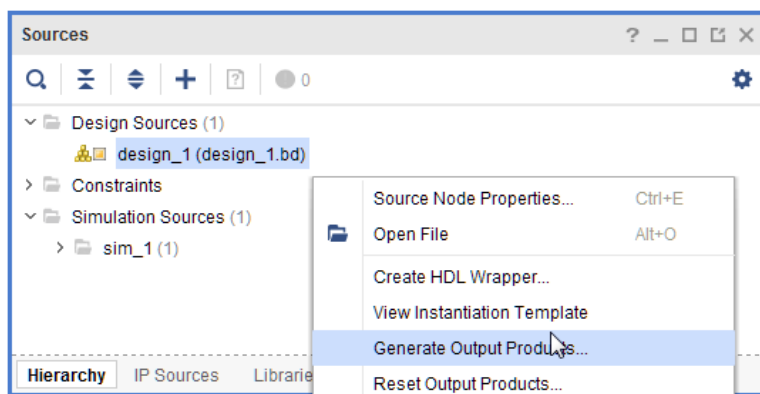 Sources
0
Design Sources (1)
design_1 (design_1.bd)
Constraints
Simulation Sources (1)
sim_1 (1)
Source Node Properties... Ctrl+E
Open File Alt+O
Create HDL Wrapper...
View Instantiation Template
Generate Output Products...
Reset Output Products...
Hierarchy IP Sources Librarie